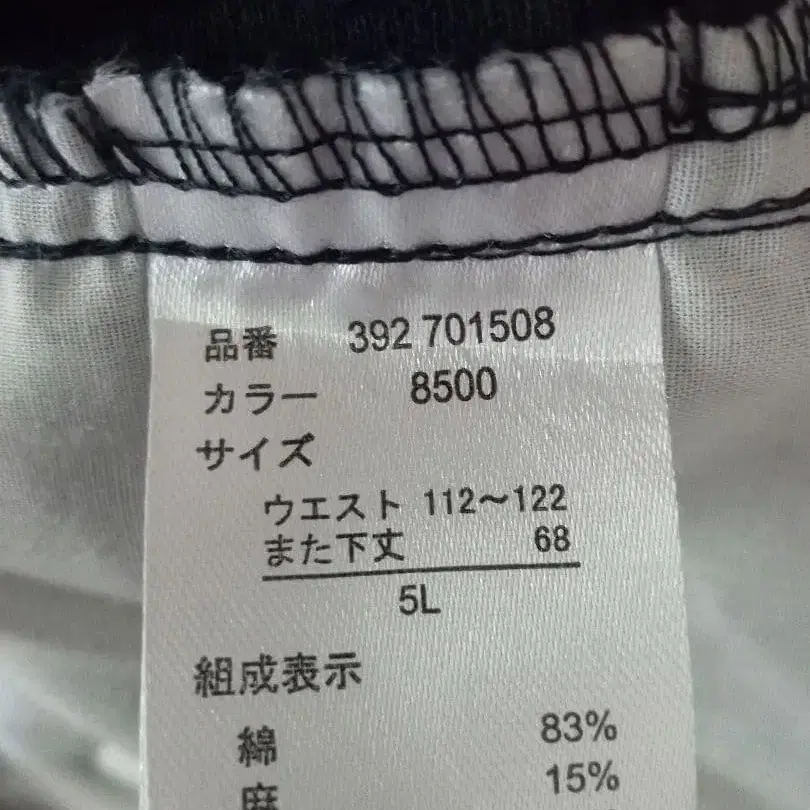 品番 392 701508
カラー 8500
サイズ
ウエスト 112～122
また下丈 68
5L
組成表示
綿 83%
麻 15%